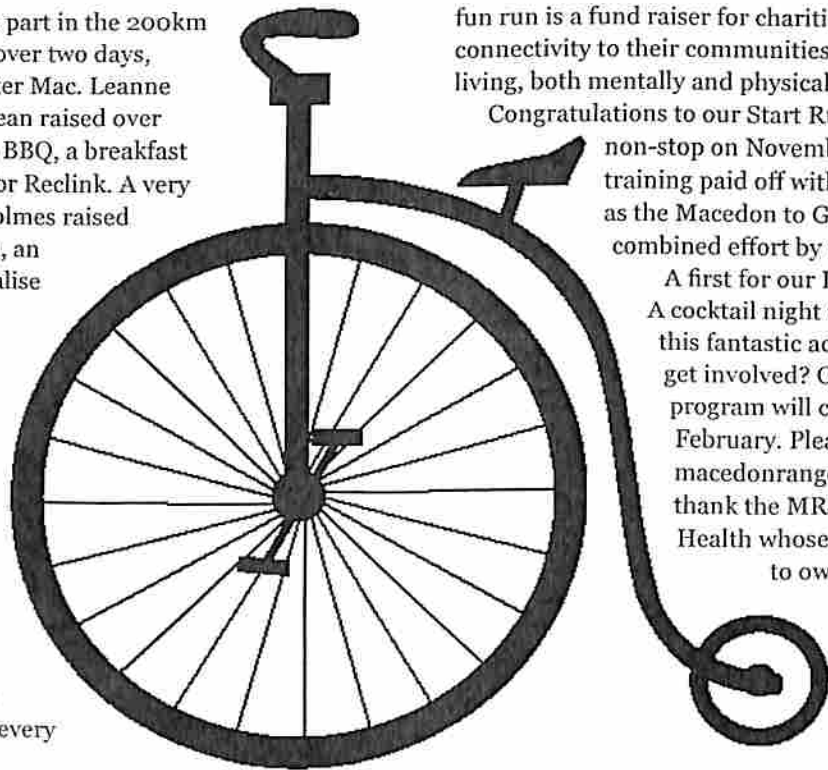 part in the 200km
over two days,
er Mac. Leanne
ean raised over
BBQ, a breakfast
or Reclink. A very
olmes raised
, an
alise
every
fun run is a fund raiser for chariti
connectivity to their communities
living, both mentally and physical
Congratulations to our Start R
non-stop on Novemb
training paid off with
as the Macedon to G
combined effort by
A first for our
A cocktail night
this fantastic ac
get involved?
program will c
February. Plea
macedonrange
thank the MR
Health whose
to ow